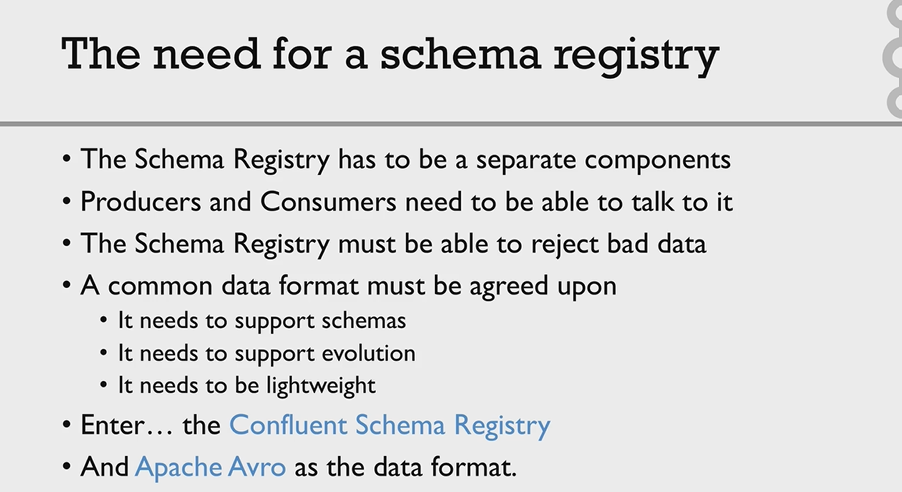 The need for a schema registry
• The Schema Registry has to be a separate components
• Producers and Consumers need to be able to talk to it
• The Schema Registry must be able to reject bad data
• A common data format must be agreed upon
• It needs to support schemas
• It needs to support evolution
• It needs to be lightweight
• Enter… the Confluent Schema Registry
• And Apache Avro as the data format.